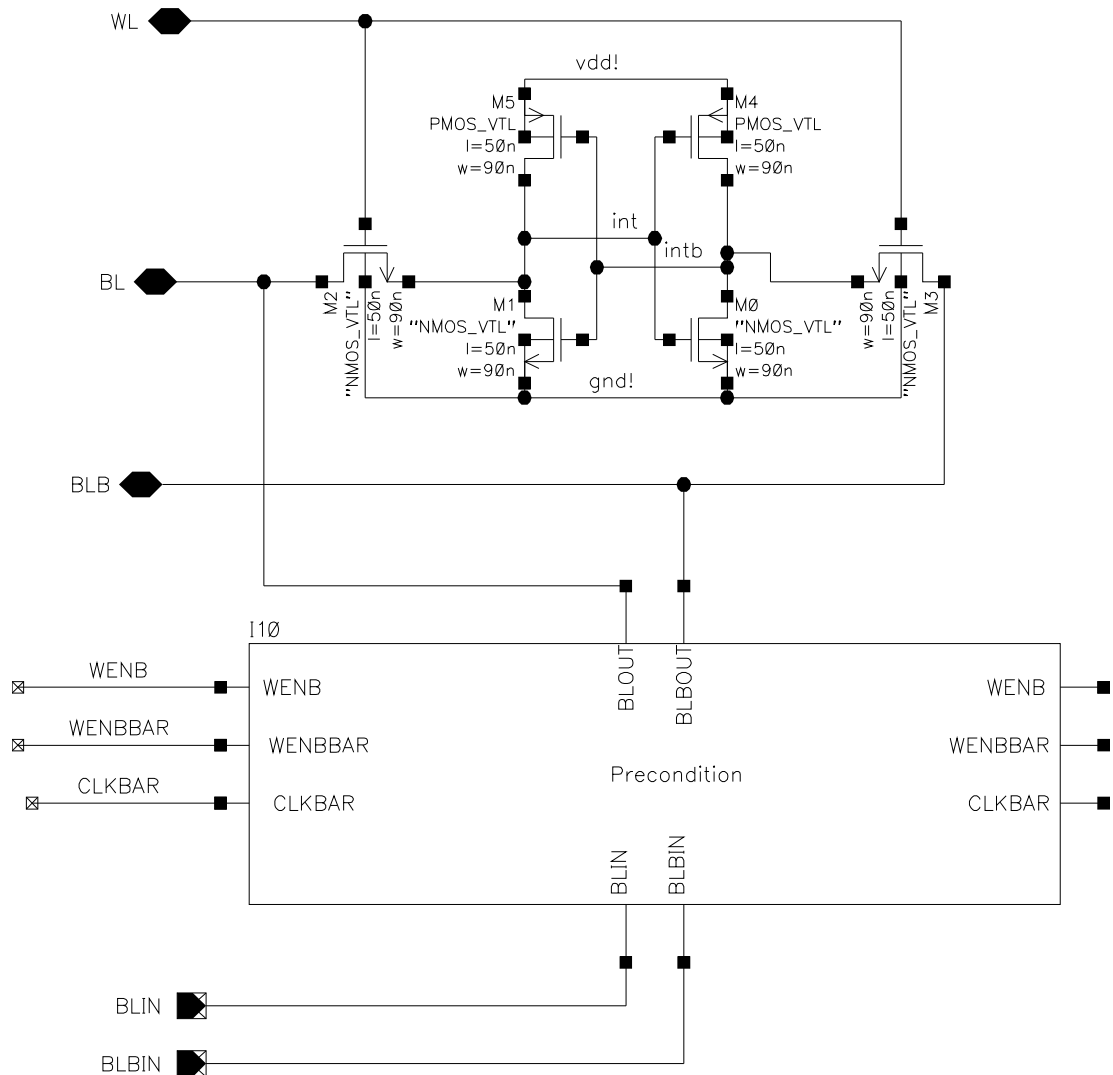 WL
vdd!
M5
PMOS_VTL
l=50n
w=90n
M4
PMOS_VTL
l=50n
w=90n
int
intb
BL
M2
"NMOS_VTL"
l=50n
w=90n
M1
"NMOS_VTL"
l=50n
w=90n
M0
"NMOS_VTL"
l=50n
w=90n
w=90n
l=50n
"NMOS_VTL"
M3
gnd!
BLB
I10
BLOUT
BLBOUT
WENB
WENB
WENB
WENBBAR
WENBBAR
WENBBAR
CLKBAR
CLKBAR
CLKBAR
Precondition
BLIN
BLBIN
BLIN
BLBIN